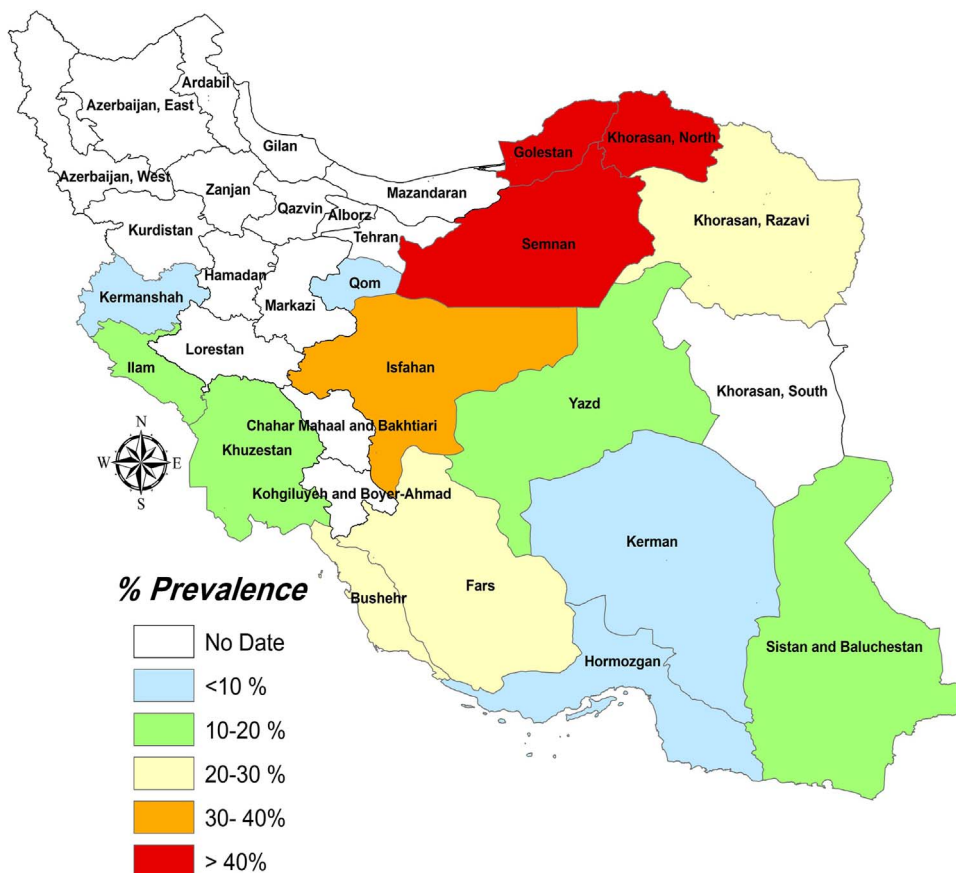 Ardabil
Azerbaijan, East
Gilan
Golestan
Khorasan, North
Azerbaijan, West
Zanjan
Mazandaran
Qazvin
Alborz
Khorasan, Razavi
Kurdistan
Tehran
Semnan
Hamadan
Qom
Kermanshah
Markazi
Lorestan
Ilam
Isfahan
Khorasan, South
Yazd
Chahar Mahaal and Bakhtiari
Khuzestan
N
W
E
S
Kohgiluyeh and Boyer-Ahmad
Kerman
Bushehr
Fars
Hormozgan
Sistan and Baluchestan
% Prevalence
No Date
<10 %
10-20 %
20-30 %
30- 40%
> 40%